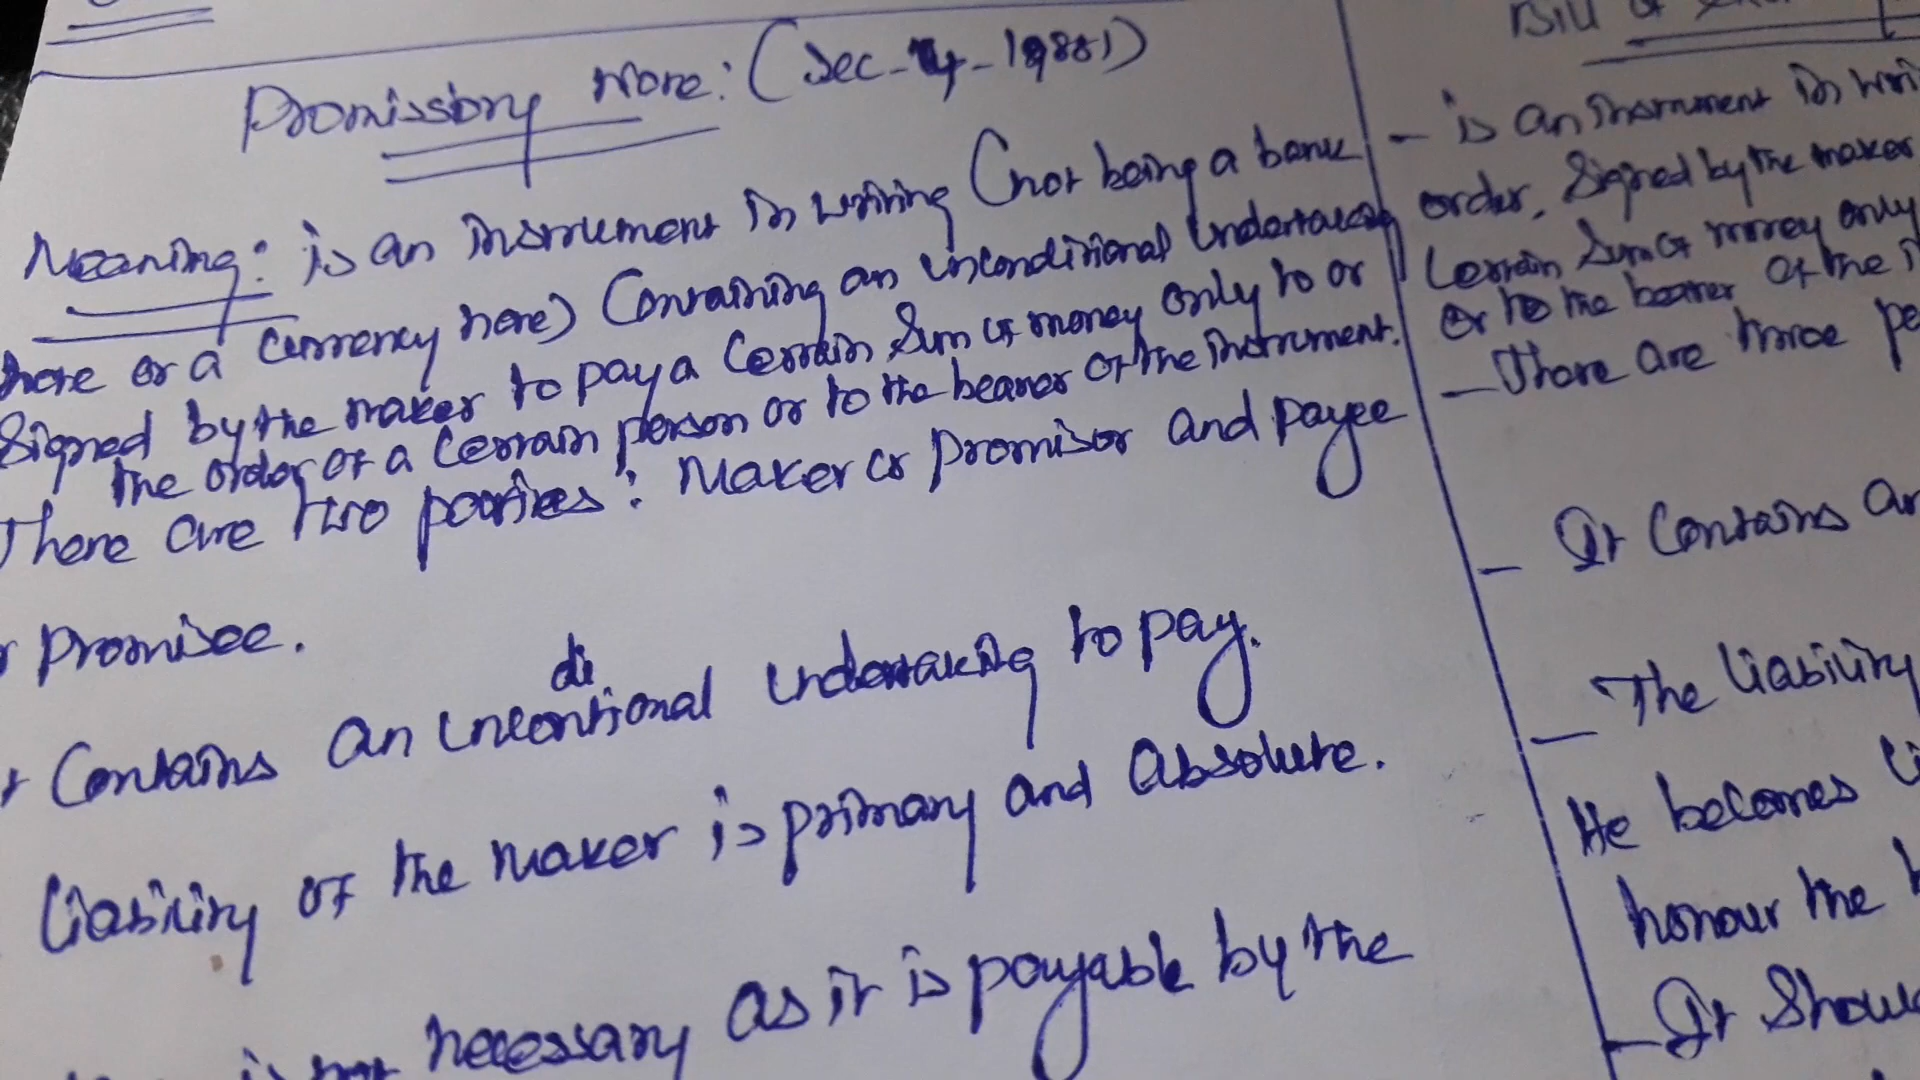 Promissory Note: (Sec-4-1881)
Meaning: is an instrument in writing (not being a bank
note or a currency note) Containing an unconditional undertaking
Signed by the maker to pay a Certain Sum of money only to or
the order of a Certain person or to the bearer of the instrument.
There are two parties: Maker or promisor and payee
Promisee.
Contains an unconditional undertaking to pay.
liability of the Maker is primary and absolute.
is not necessary as it is payable by the
Bill of
- is an instrument in
order, Signed by the maker
Certain Sum of money only
or to the bearer of the
- There are three
- It Contains
- The liability
He becomes
honour the
- It